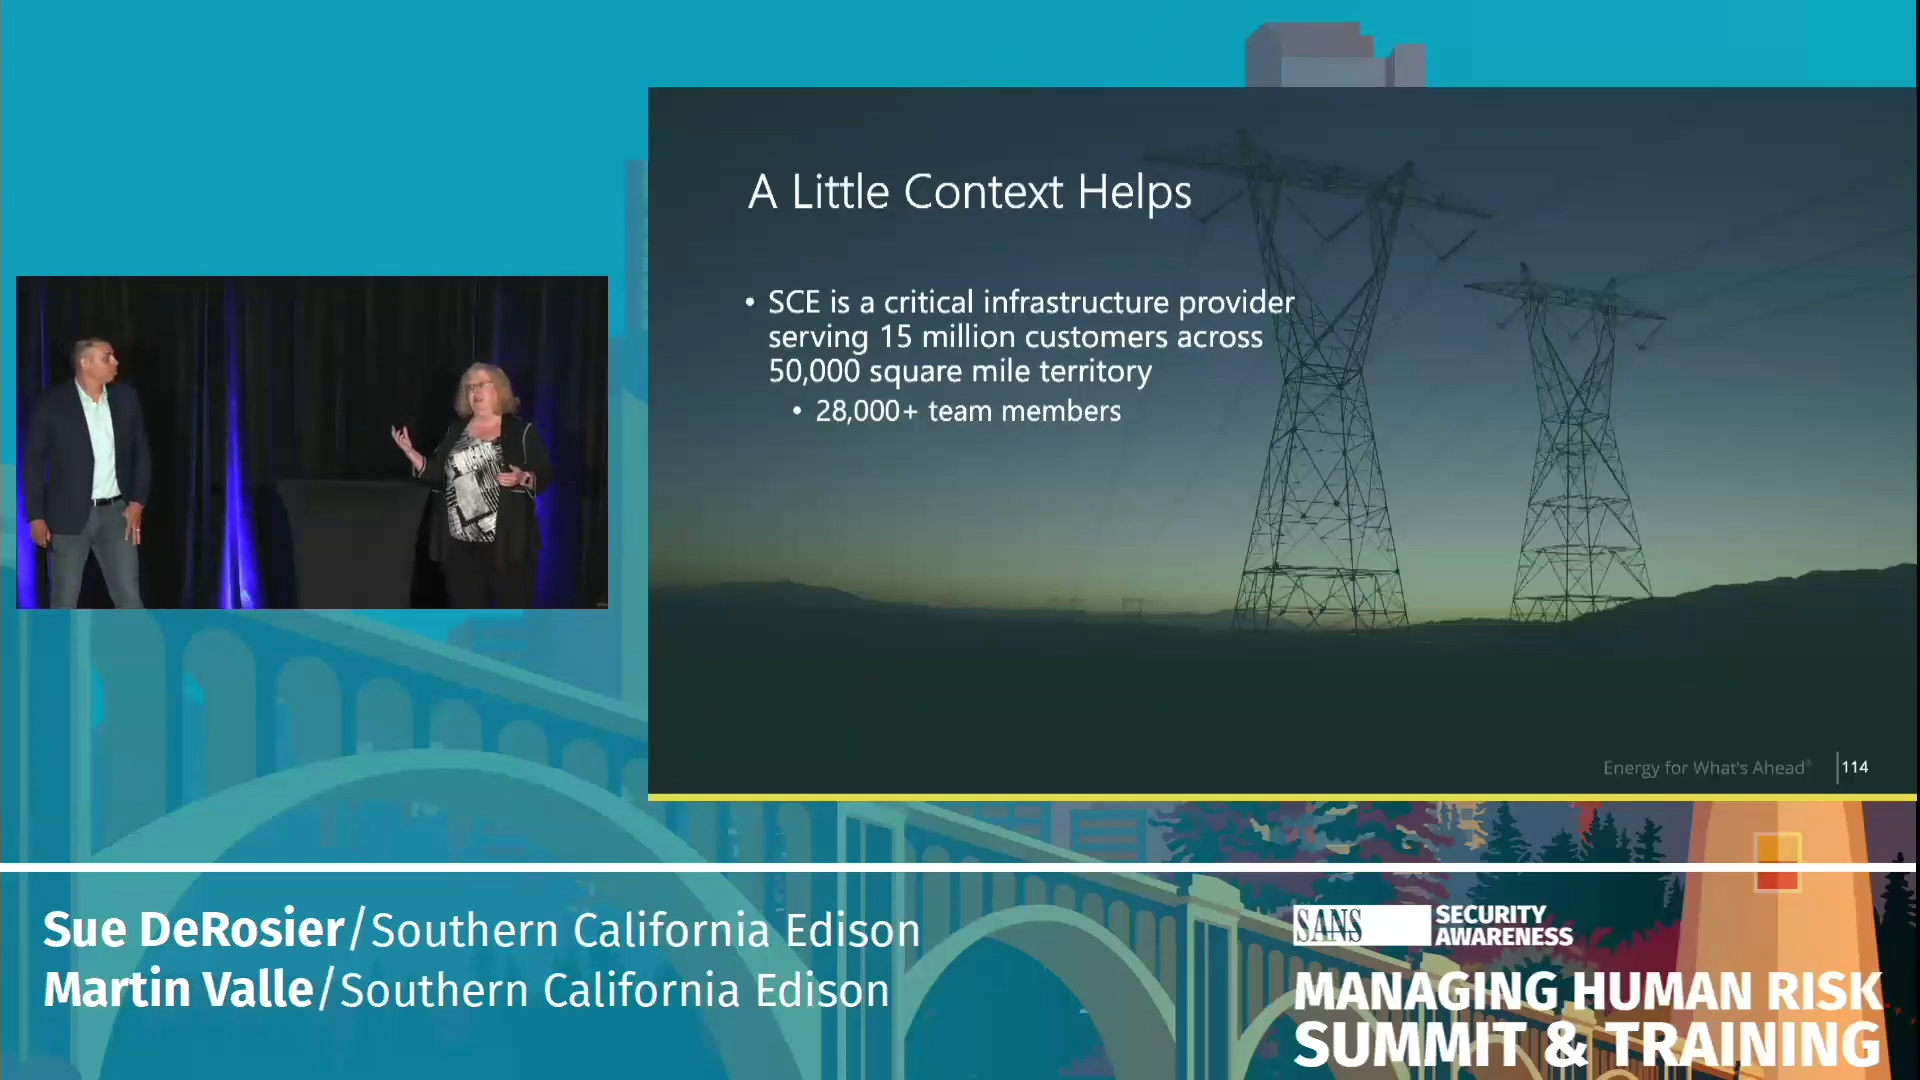 A Little Context Helps
• SCE is a critical infrastructure provider
serving 15 million customers across
50,000 square mile territory
• 28,000+ team members
Energy for What's Ahead®
114
Sue DeRosier/Southern California Edison
Martin Valle/Southern California Edison
SANS
SECURITY
AWARENESS
MANAGING HUMAN RISK
SUMMIT & TRAINING